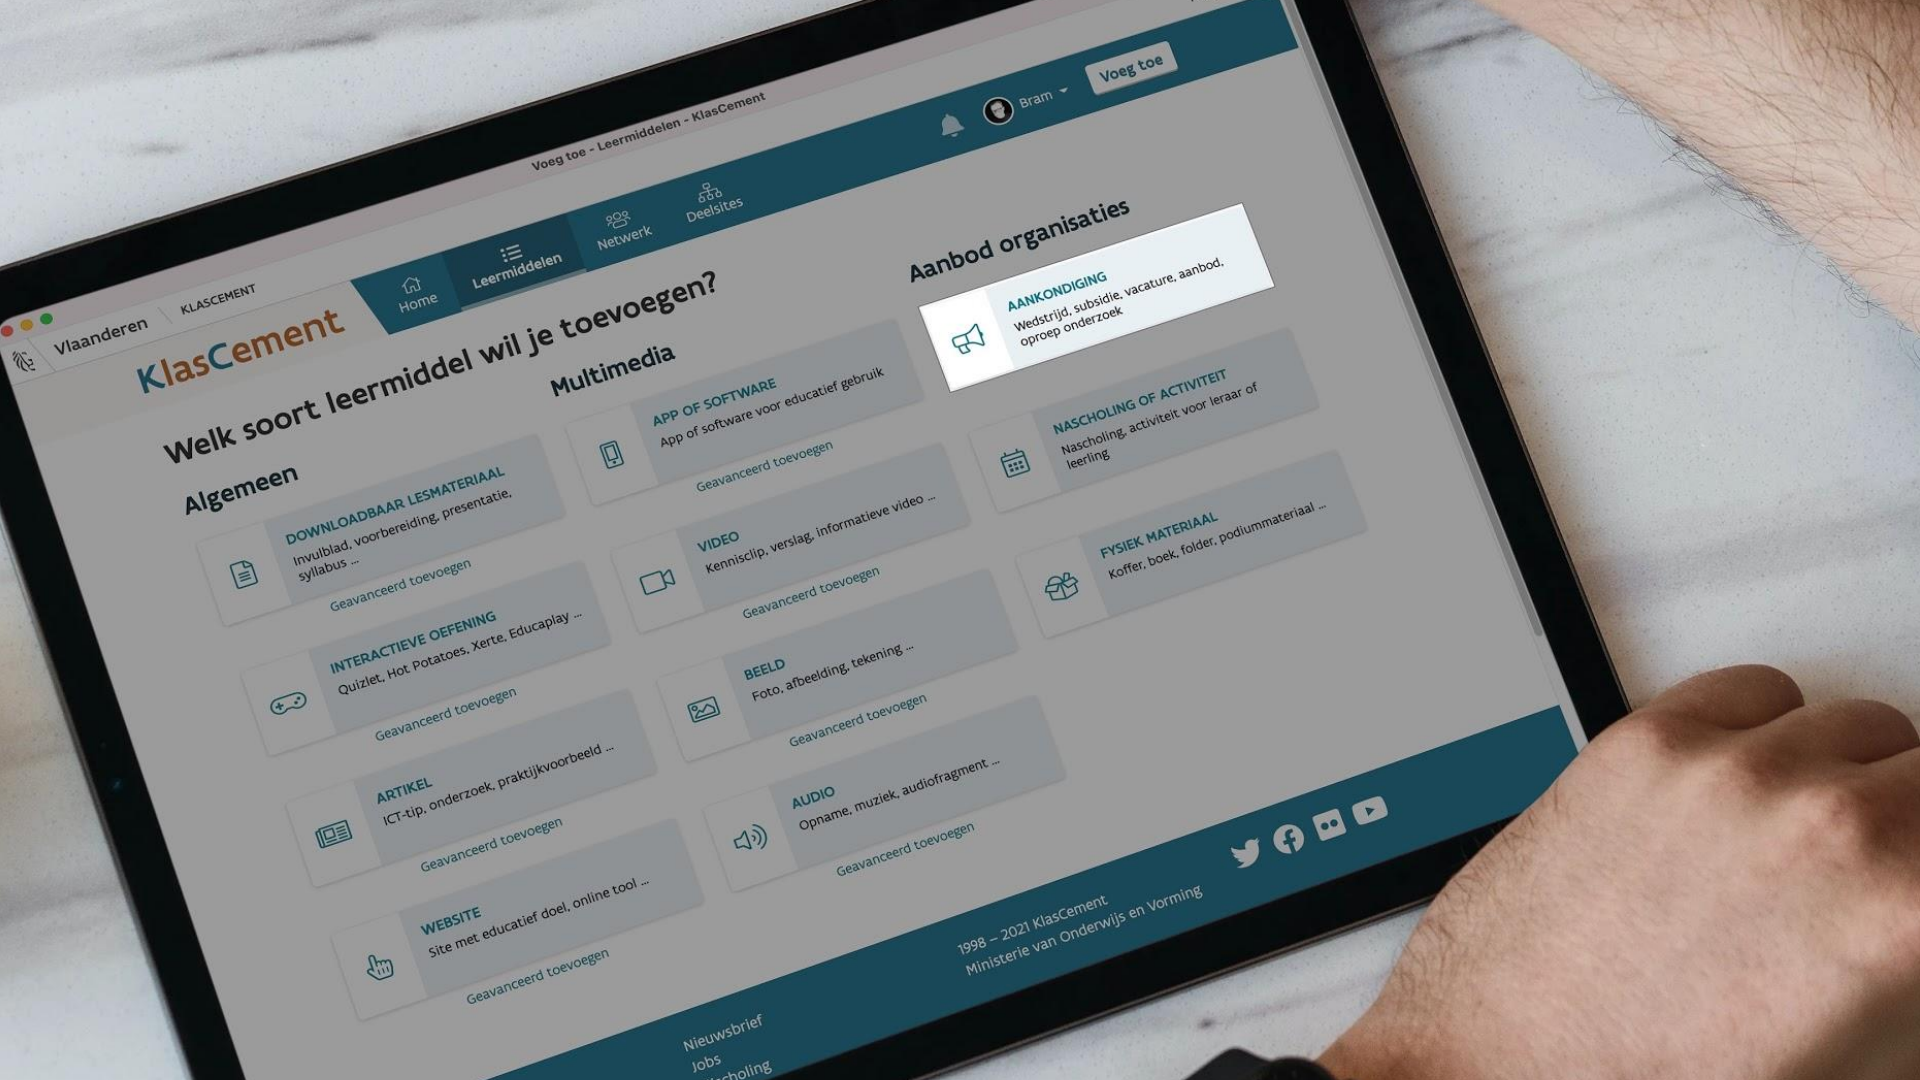 Voeg toe - Leermiddelen - KlasCement
Vlaanderen
KLASCEMENT
KlasCement
Home
Leermiddelen
Netwerk
Deelsites
Bram
Voeg toe
Welk soort leermiddel wil je toevoegen?
Algemeen
DOWNLOADBAAR LESMATERIAAL
Invulblad, voorbereiding, presentatie,
syllabus ...
Geavanceerd toevoegen
INTERACTIEVE OEFENING
Quizlet, Hot Potatoes, Xerte, Educaplay ...
Geavanceerd toevoegen
ARTIKEL
ICT-tip, onderzoek, praktijkvoorbeeld ...
Geavanceerd toevoegen
WEBSITE
Site met educatief doel, online tool ...
Geavanceerd toevoegen
Multimedia
APP OF SOFTWARE
App of software voor educatief gebruik
Geavanceerd toevoegen
VIDEO
Kennisclip, verslag, informatieve video ...
Geavanceerd toevoegen
BEELD
Foto, afbeelding, tekening ...
Geavanceerd toevoegen
AUDIO
Opname, muziek, audiofragment ...
Geavanceerd toevoegen
Aanbod organisaties
AANKONDIGING
Wedstrijd, subsidie, vacature, aanbod,
oproep onderzoek
NASCHOLING OF ACTIVITEIT
Nascholing, activiteit voor leraar of
leerling
FYSIEK MATERIAAL
Koffer, boek, folder, podiummateriaal ...
Nieuwsbrief
Jobs
1998 – 2021 KlasCement
Ministerie van Onderwijs en Vorming